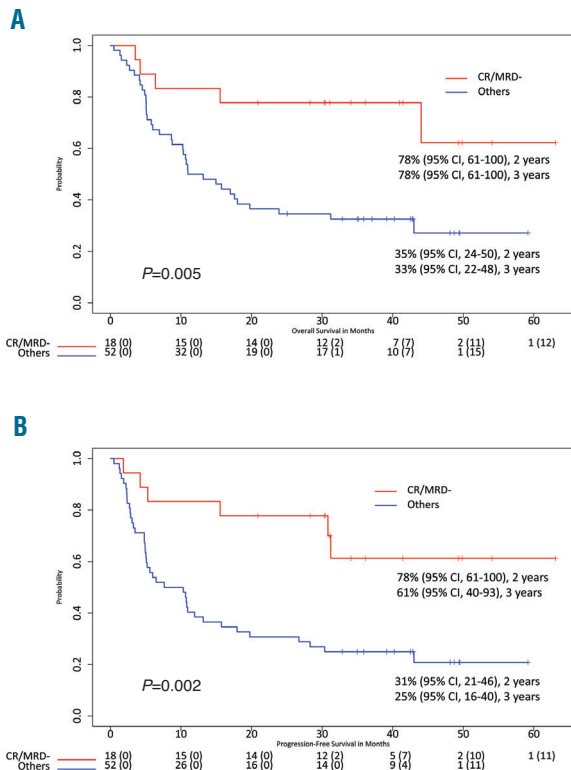 A
1.0
0.8
0.6
0.4
0.2
0.0
Probability
CR/MRD-
Others
78% (95% CI, 61-100), 2 years
78% (95% CI, 61-100), 3 years
35% (95% CI, 24-50), 2 years
33% (95% CI, 22-48), 3 years
P=0.005
0 10 20 30 40 50 60
Overall Survival in Months
CR/MRD- 18 (0) 15 (0) 14 (0) 12 (2) 7 (7) 2 (11) 1 (12)
Others 52 (0) 32 (0) 19 (0) 17 (1) 10 (7) 1 (15)
B
1.0
0.8
0.6
0.4
0.2
0.0
Probability
CR/MRD-
Others
78% (95% CI, 61-100), 2 years
61% (95% CI, 40-93), 3 years
31% (95% CI, 21-46), 2 years
25% (95% CI, 16-40), 3 years
P=0.002
0 10 20 30 40 50 60
Progression-Free Survival in Months
CR/MRD- 18 (0) 15 (0) 14 (0) 12 (2) 5 (7) 2 (10) 1 (11)
Others 52 (0) 26 (0) 16 (0) 14 (0) 9 (4) 1 (11)